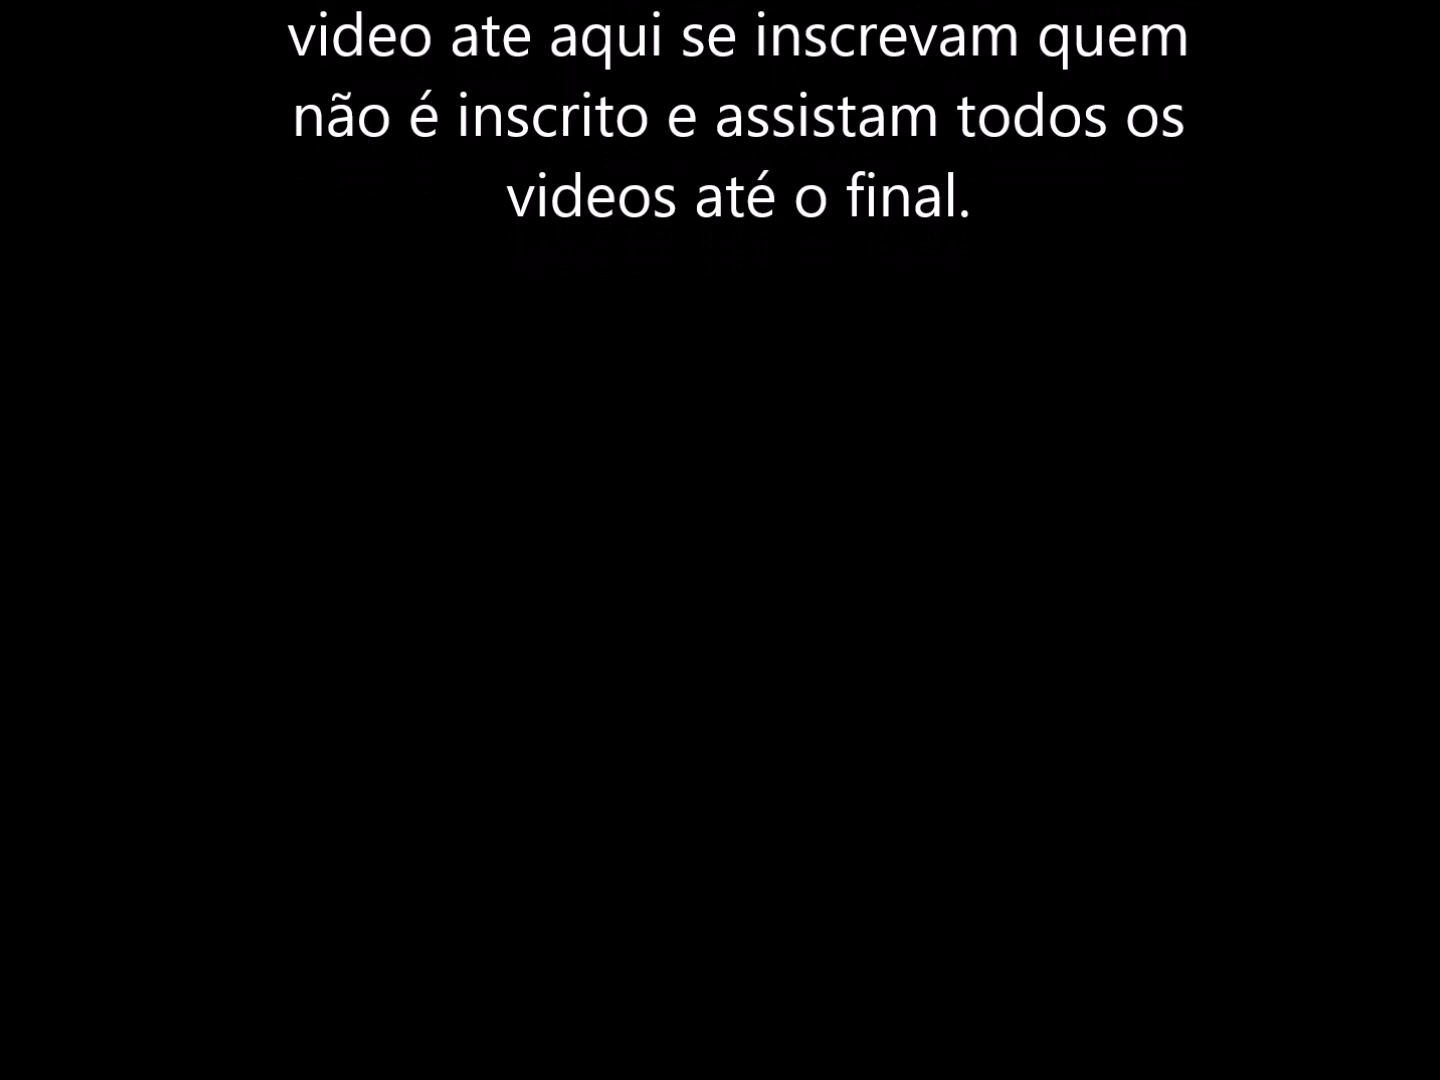 video ate aqui se inscrevam quem
não é inscrito e assistam todos os
videos até o final.